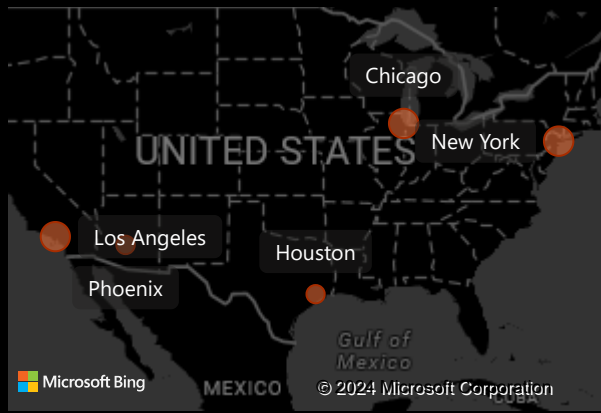 Chicago
New York
UNITED STATES
Los Angeles
Houston
Phoenix
Gulf of
Mexico
Microsoft Bing
MEXICO
© 2024 Microsoft Corporation
CUBA